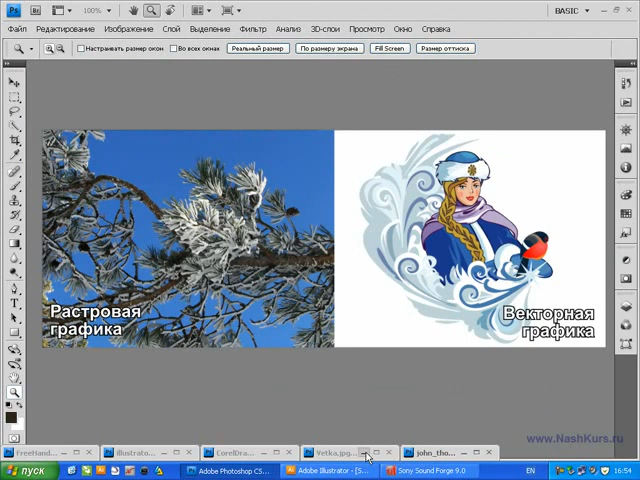 Ps
Br
100%
BASIC
Файл Редактирование Изображение Слой Выделение Фильтр Анализ 3D-слои Просмотр Окно Справка
Настраивать размер окон
Во всех окнах
Реальный размер
По размеру экрана
Fill Screen
Размер оттиска
Растровая
графика
Векторная
графика
www.NashKurs.ru
FreeHand...
illustrato...
CorelDra...
Vetka.jpg...
john_tho...
пуск
Adobe Photoshop CS...
Adobe Illustrator - [S...
Sony Sound Forge 9.0
EN
16:54